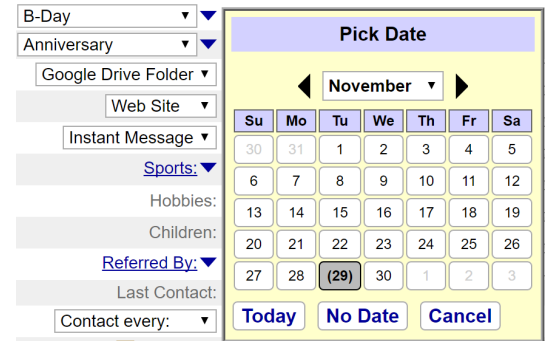 B-Day
Anniversary
Google Drive Folder
Web Site
Instant Message
Sports:
Hobbies:
Children:
Referred By:
Last Contact:
Contact every:
Pick Date
November
Su Mo Tu We Th Fr Sa
30 31 1 2 3 4 5
6 7 8 9 10 11 12
13 14 15 16 17 18 19
20 21 22 23 24 25 26
27 28 (29) 30 1 2 3
Today No Date Cancel